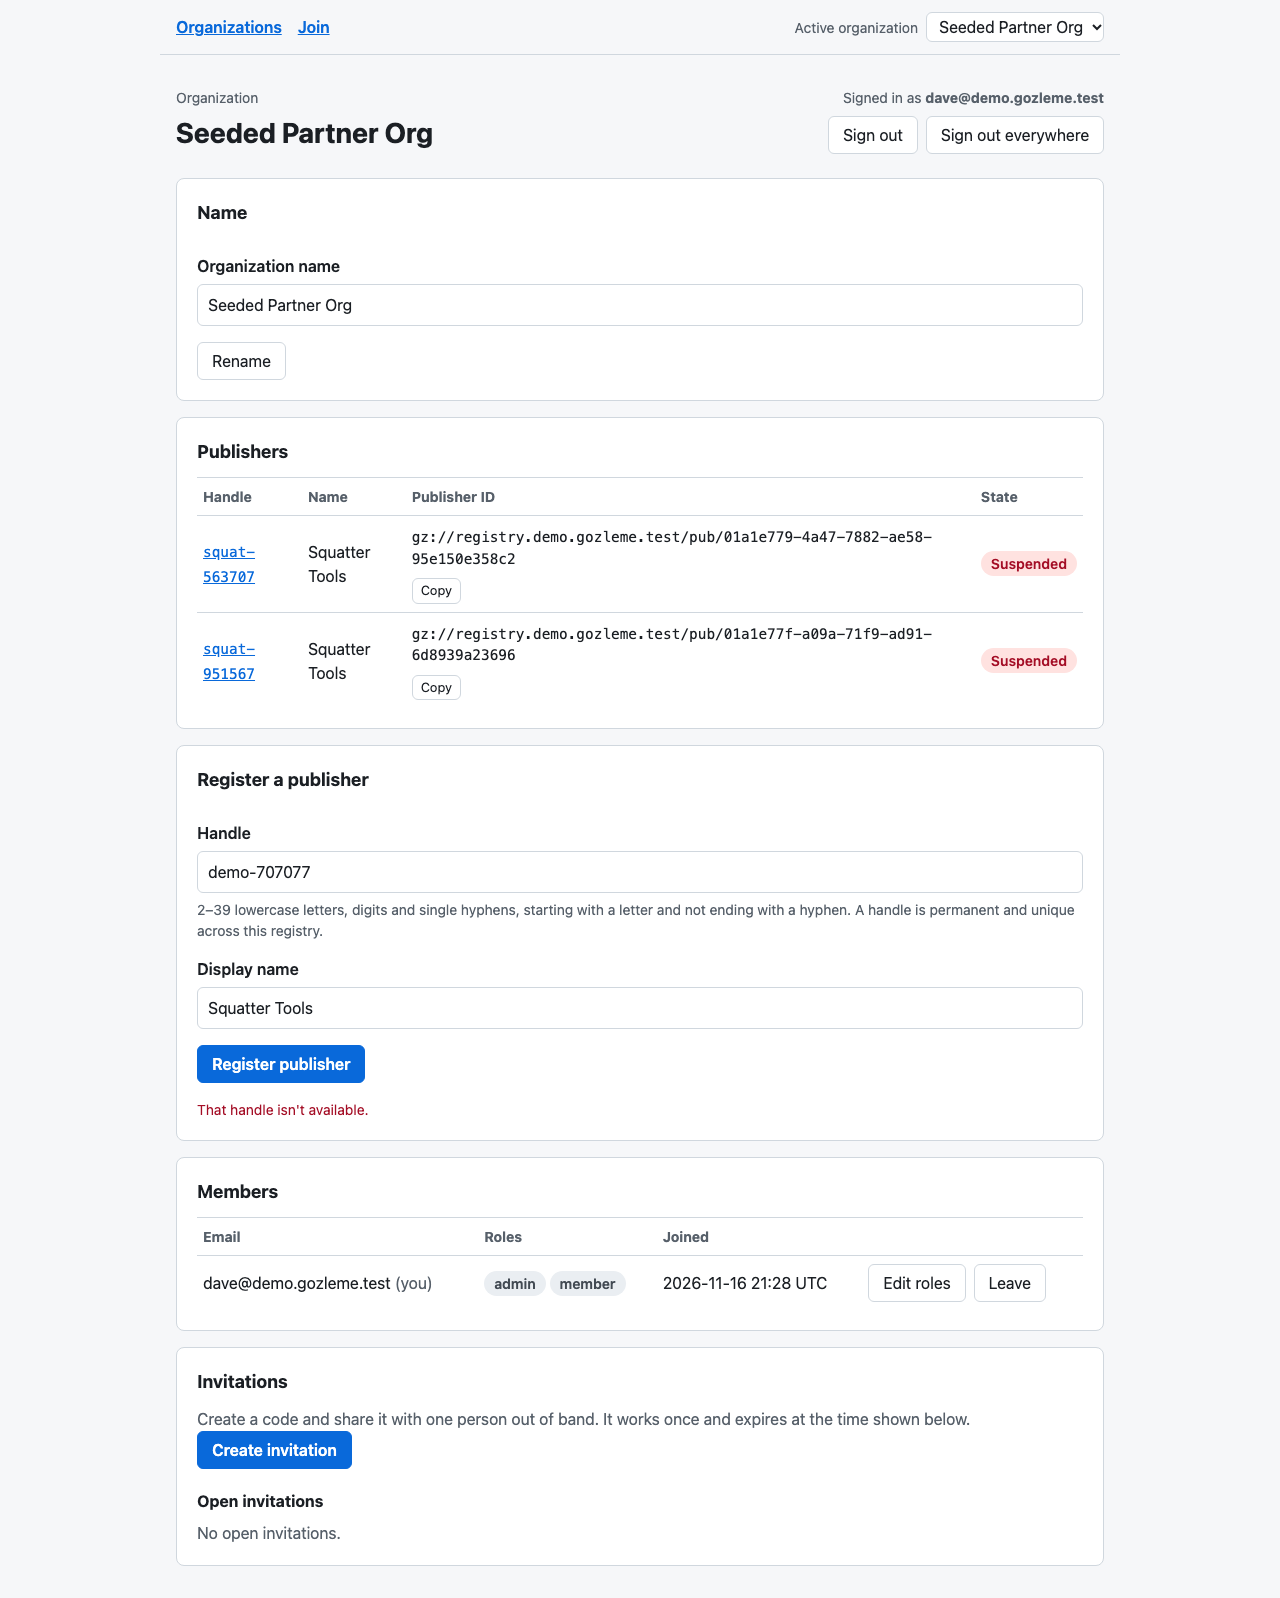 Organizations Join Active organization Seeded Partner Org
Organization Signed in as dave@demo.gozleme.test
Seeded Partner Org Sign out Sign out everywhere
Name
Organization name
Seeded Partner Org
Rename
Publishers
Handle Name Publisher ID State
squat-563707 Squatter Tools gz://registry.demo.gozleme.test/pub/01a1e779-4a47-7882-ae58-95e150e358c2 Suspended
Copy
squat-951567 Squatter Tools gz://registry.demo.gozleme.test/pub/01a1e77f-a09a-71f9-ad91-6d8939a23696 Suspended
Copy
Register a publisher
Handle
demo-707077
2–39 lowercase letters, digits and single hyphens, starting with a letter and not ending with a hyphen. A handle is permanent and unique
across this registry.
Display name
Squatter Tools
Register publisher
That handle isn't available.
Members
Email Roles Joined
dave@demo.gozleme.test (you) admin member 2026-11-16 21:28 UTC Edit roles Leave
Invitations
Create a code and share it with one person out of band. It works once and expires at the time shown below.
Create invitation
Open invitations
No open invitations.